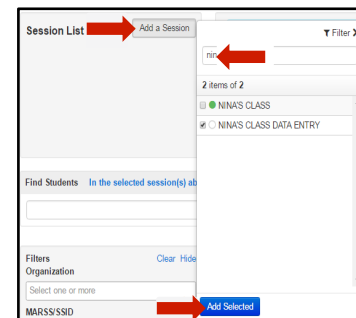 Session List
Add a Session
Filter X
nin
2 items of 2
NINA'S CLASS
NINA'S CLASS DATA ENTRY
Find Students In the selected session(s) ab
Filters Clear Hide
Organization
Select one or more
MARSS/SSID
Add Selected